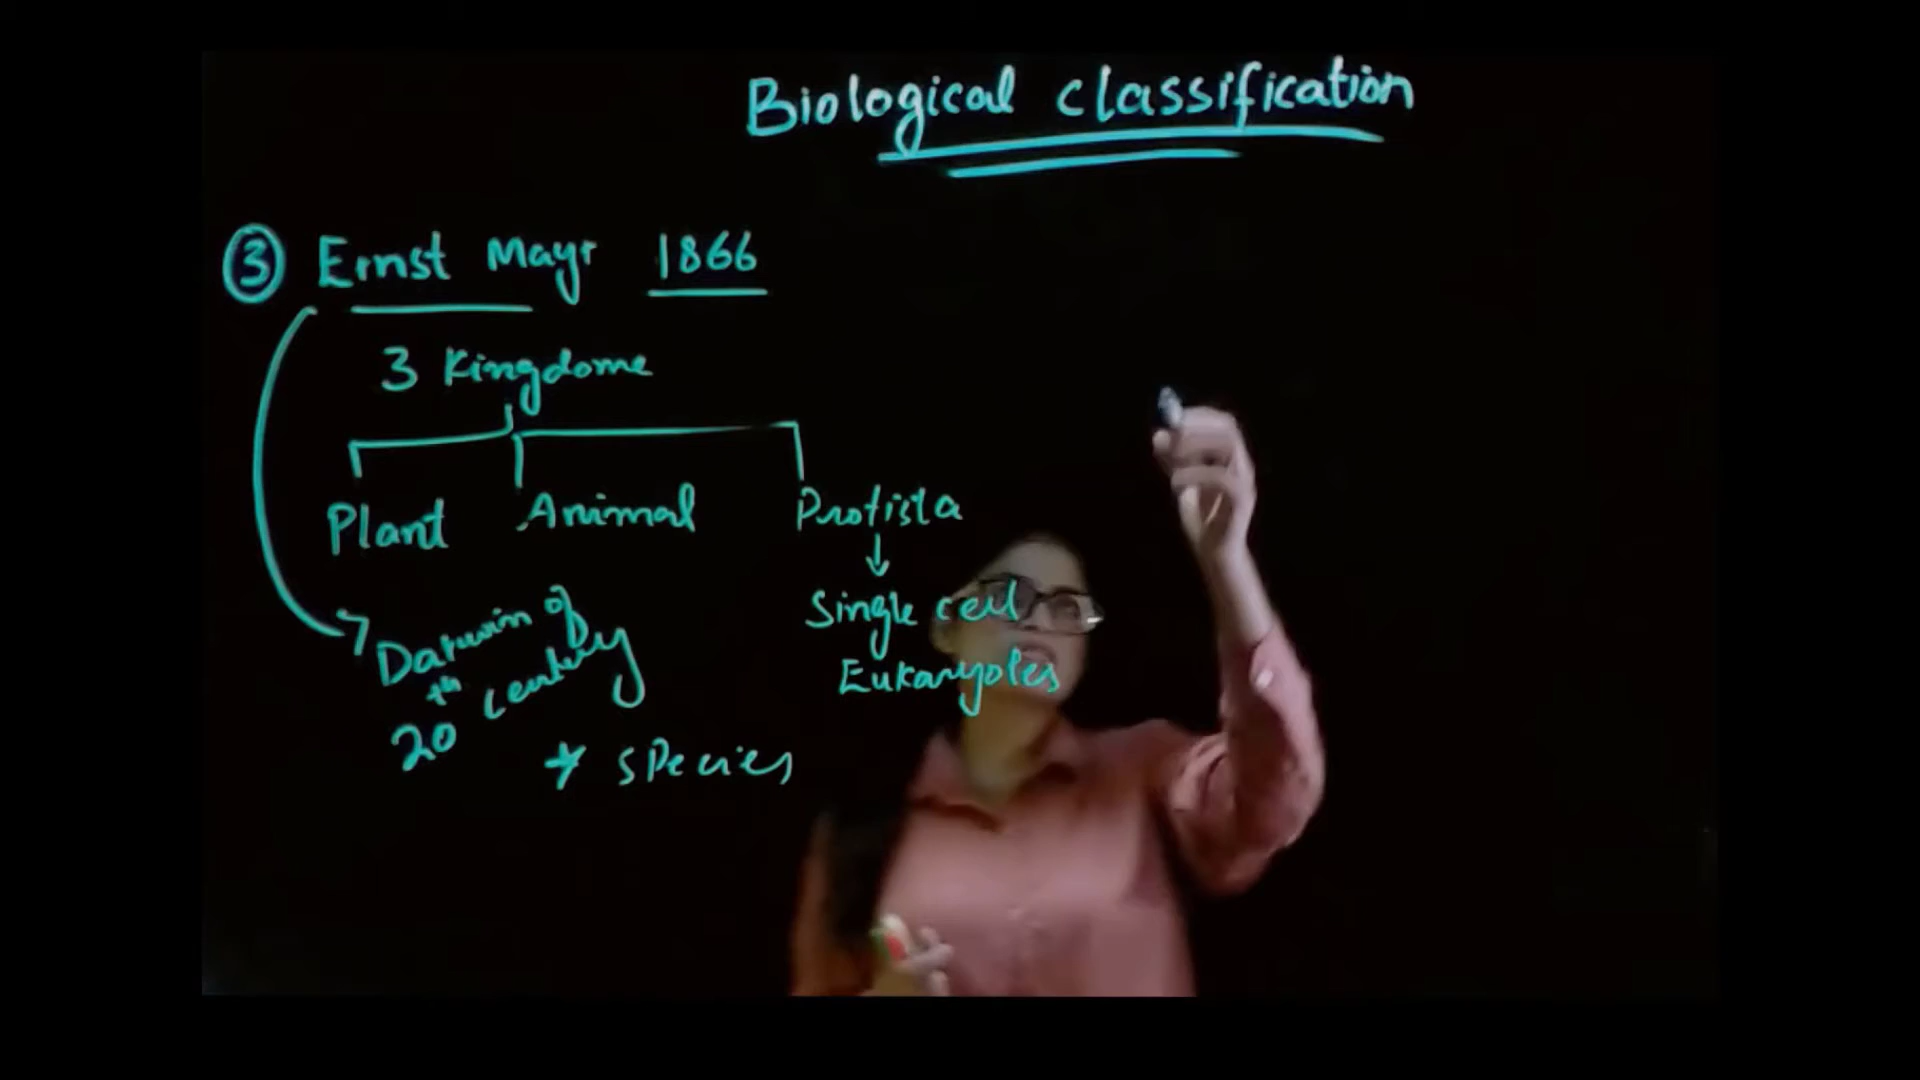 Biological classification
③ Ernst Mayr 1866
3 Kingdome
Plant Animal Protista
↓
Single cell
Eukaryotes
Darwin of
20th century
* species